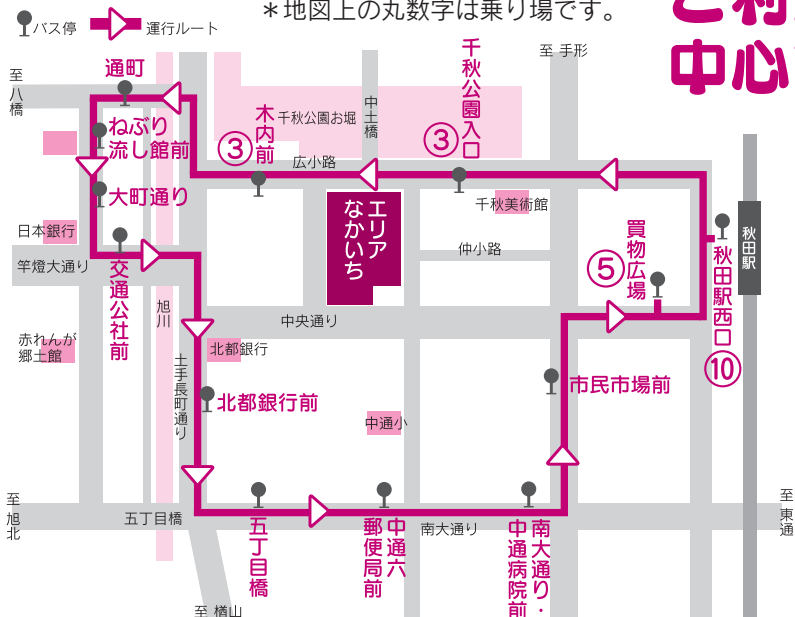 ＊地図上の丸数字は乗り場です。
バス停
運行ルート
中心
至 八橋
通町
ねぶり
流し館前
大町通り
日本銀行
竿燈大通り
交通公社前
赤れんが
郷土館
旭川
土手長町通り
木内前
③
千秋公園お堀
中土橋
千秋公園入口
③
至 手形
広小路
エリア
なかいち
千秋美術館
仲小路
買物広場
⑤
秋田駅
秋田駅西口
⑩
中央通り
北都銀行
北都銀行前
中通小
市民市場前
至 旭北
五丁目橋
五丁目橋
中通六
郵便局前
南大通り
南大通り・
中通病院前
至 東通
至 楢山